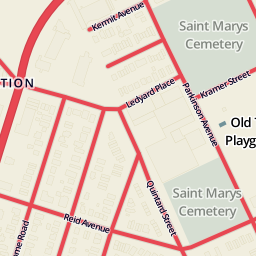 Kermit Avenue
Saint Marys
Cemetery
TION
Ledyard Place
Kramer Street
Parkinson Avenue
Old T
Playg
Saint Marys
Cemetery
Quintard Street
Reid Avenue
ome Road